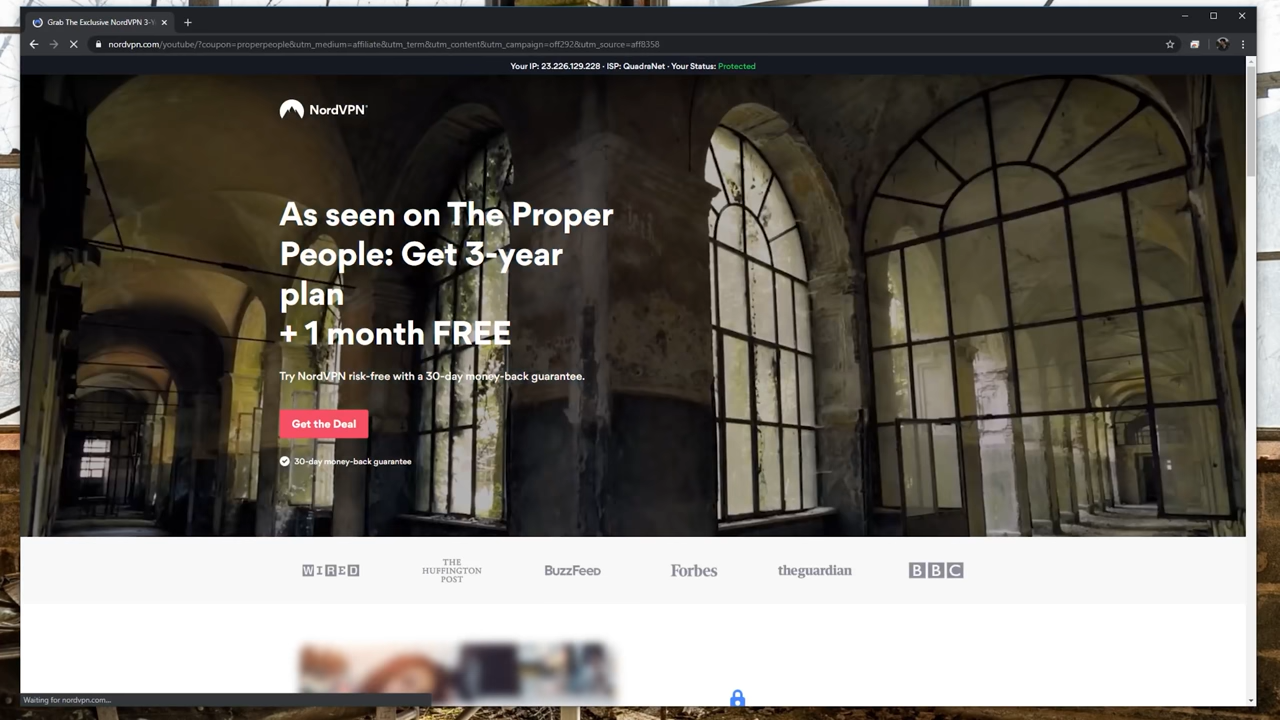 Grab The Exclusive NordVPN 3-Y
nordvpn.com/youtube/?coupon=properpeople&utm_medium=affiliate&utm_term&utm_content&utm_campaign=off292&utm_source=aff8358
Your IP: 23.226.129.228 · ISP: QuadraNet · Your Status: Protected
NordVPN®
As seen on The Proper
People: Get 3-year
plan
+ 1 month FREE
Try NordVPN risk-free with a 30-day money-back guarantee.
Get the Deal
30-day money-back guarantee
WIRED
THE
HUFFINGTON
POST
BuzzFeed
Forbes
theguardian
BBC
Waiting for nordvpn.com...